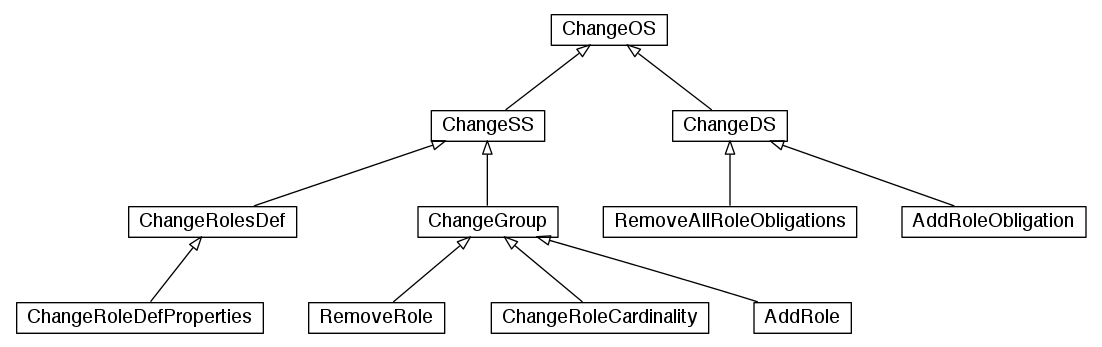 ChangeOS
ChangeSS
ChangeDS
ChangeRolesDef
ChangeGroup
RemoveAllRoleObligations
AddRoleObligation
ChangeRoleDefProperties
RemoveRole
ChangeRoleCardinality
AddRole